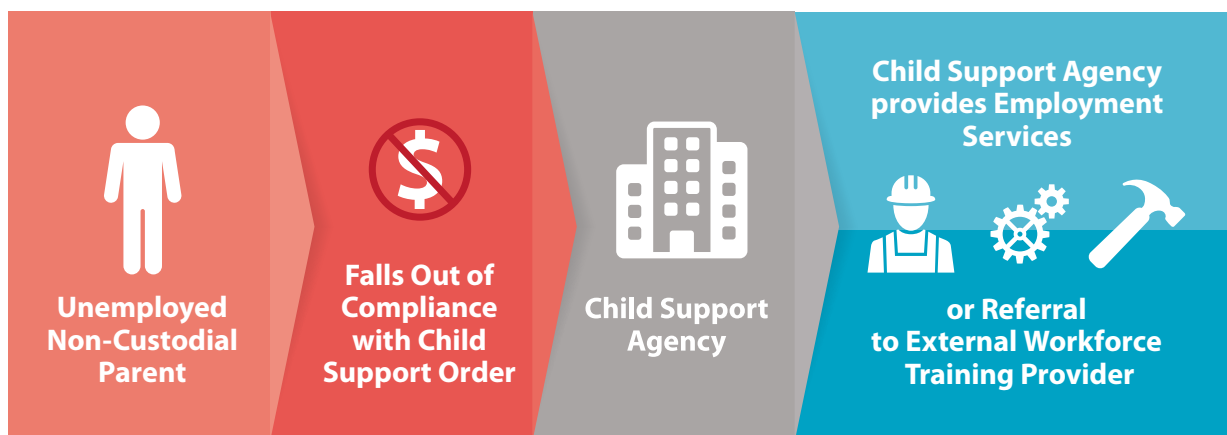 Unemployed
Non-Custodial
Parent
Falls Out of
Compliance
with Child
Support Order
Child Support
Agency
Child Support Agency
provides Employment
Services
or Referral
to External Workforce
Training Provider